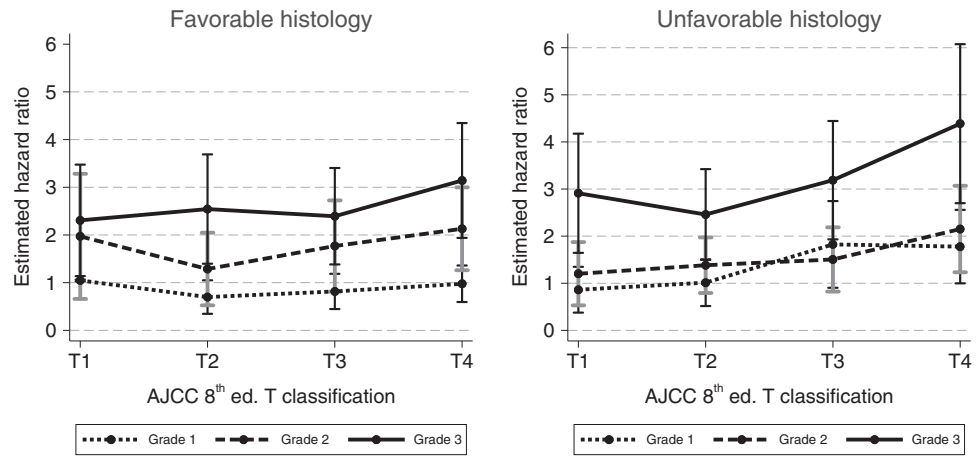 Favorable histology
Estimated hazard ratio
6
5
4
3
2
1
0
T1 T2 T3 T4
AJCC 8th ed. T classification
Grade 1 Grade 2 Grade 3
Unfavorable histology
Estimated hazard ratio
6
5
4
3
2
1
0
T1 T2 T3 T4
AJCC 8th ed. T classification
Grade 1 Grade 2 Grade 3